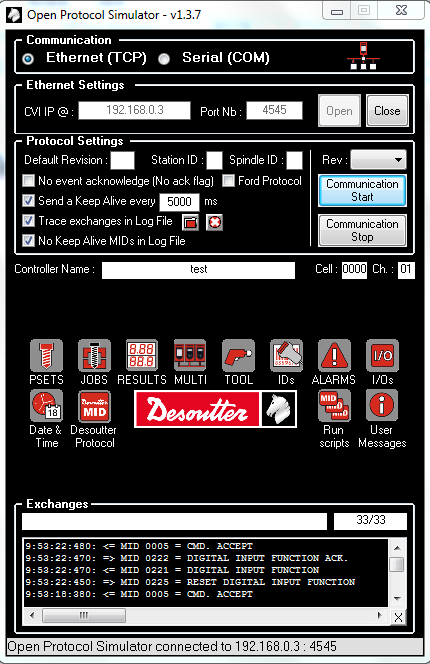 Open Protocol Simulator - v1.3.7
Communication
Ethernet (TCP) Serial (COM)
Ethernet Settings
CVI IP @ : 192.168.0.3 Port Nb : 4545 Open Close
Protocol Settings
Default Revision : Station ID : Spindle ID : Rev :
No event acknowledge (No ack flag) Ford Protocol
Communication Start
Send a Keep Alive every 5000 ms
Trace exchanges in Log File
Communication Stop
No Keep Alive MIDs in Log File
Controller Name : test Cell : 0000 Ch. : 01
8.88
88.8
I/O
PSETS JOBS RESULTS MULTI TOOL IDs ALARMS I/Os
18
Desoutter
MID
Desoutter
MID
MID
MID
Date & Time
Desoutter Protocol
Run scripts
User Messages
Exchanges
33/33
9:53:22:480: <= MID 0005 = CMD. ACCEPT
9:53:22:470: => MID 0222 = DIGITAL INPUT FUNCTION ACK.
9:53:22:470: <= MID 0221 = DIGITAL INPUT FUNCTION
9:53:22:450: => MID 0225 = RESET DIGITAL INPUT FUNCTION
9:53:18:380: <= MID 0005 = CMD. ACCEPT
X
Open Protocol Simulator connected to 192.168.0.3 : 4545